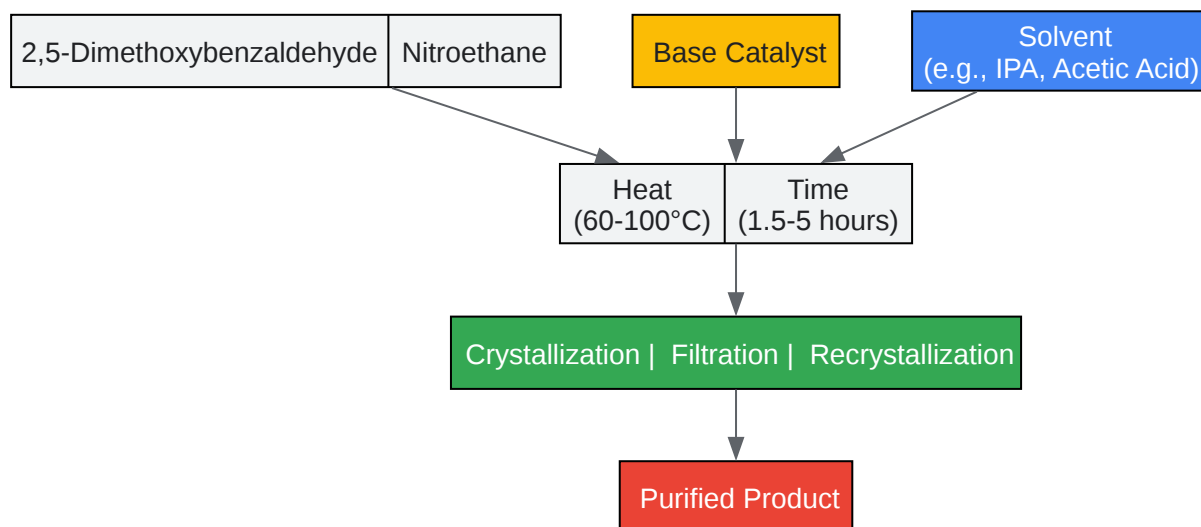 2,5-Dimethoxybenzaldehyde
Nitroethane
Base Catalyst
Solvent
(e.g., IPA, Acetic Acid)
Heat
(60-100°C)
Time
(1.5-5 hours)
Crystallization | Filtration | Recrystallization
Purified Product